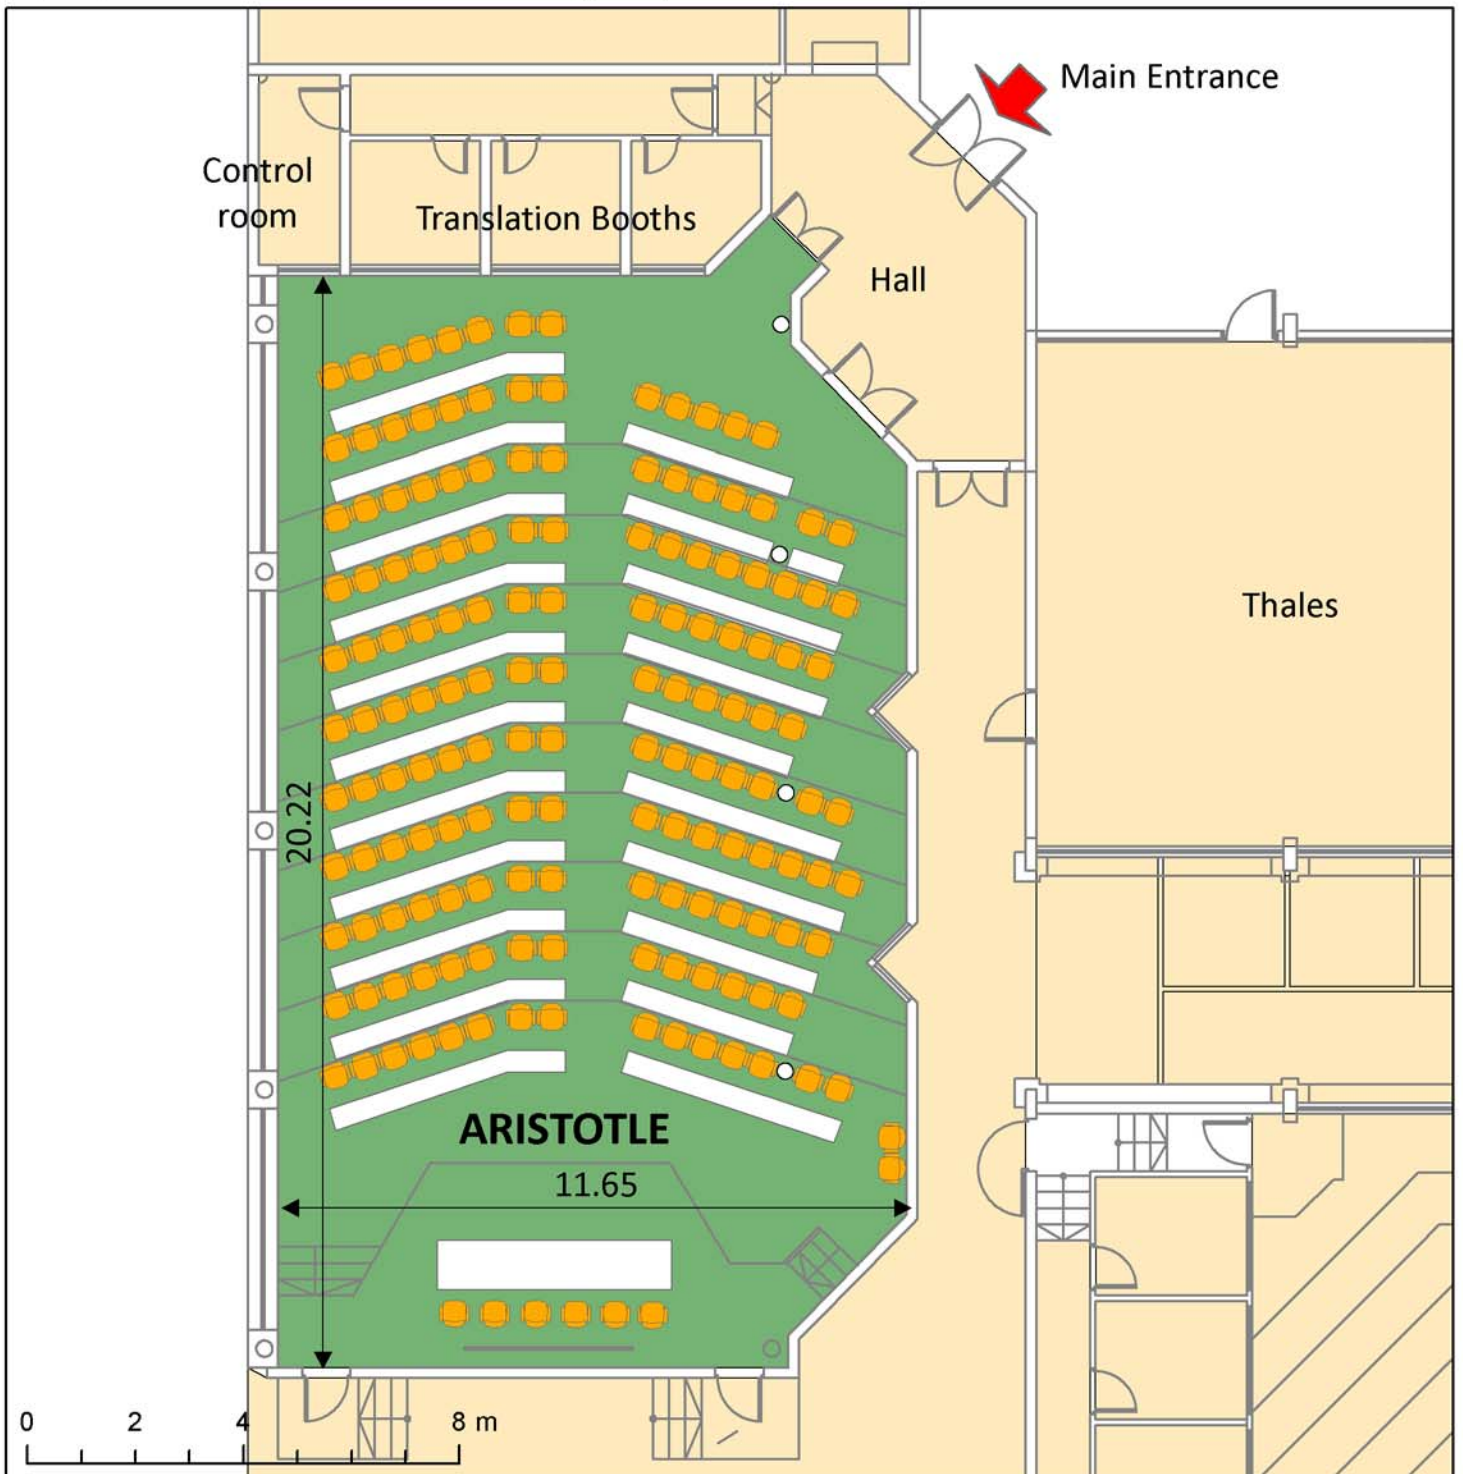 Main Entrance
Control
room
Translation Booths
Hall
Thales
20.22
ARISTOTLE
11.65
0 2 4 8 m